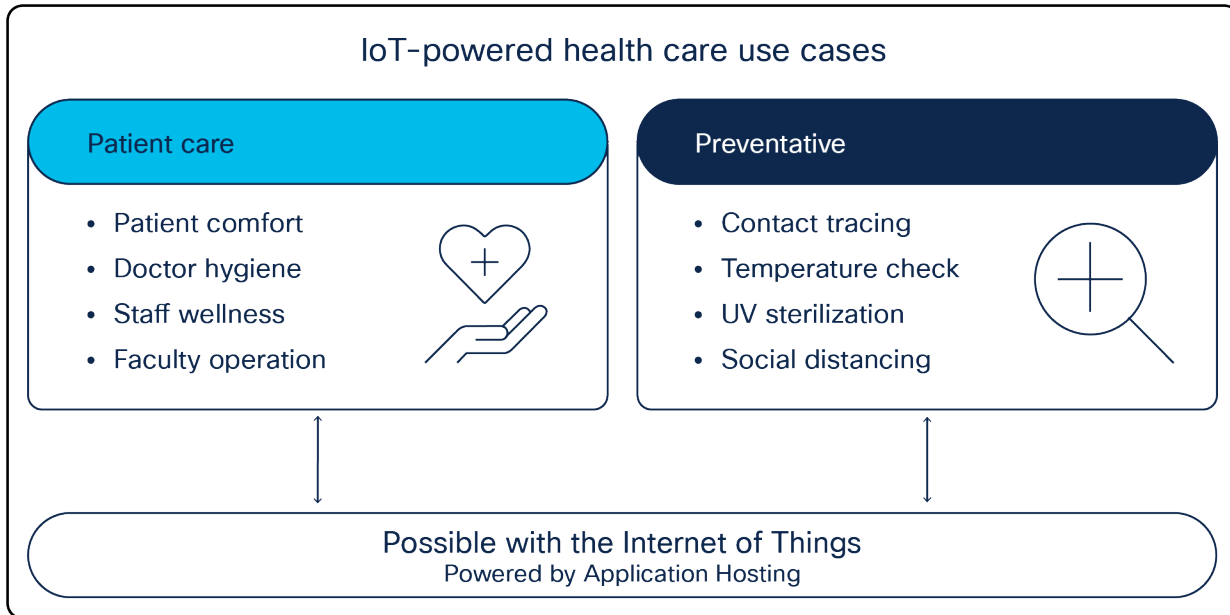 IoT-powered health care use cases
Patient care
• Patient comfort
• Doctor hygiene
• Staff wellness
• Faculty operation
Preventative
• Contact tracing
• Temperature check
• UV sterilization
• Social distancing
Possible with the Internet of Things
Powered by Application Hosting